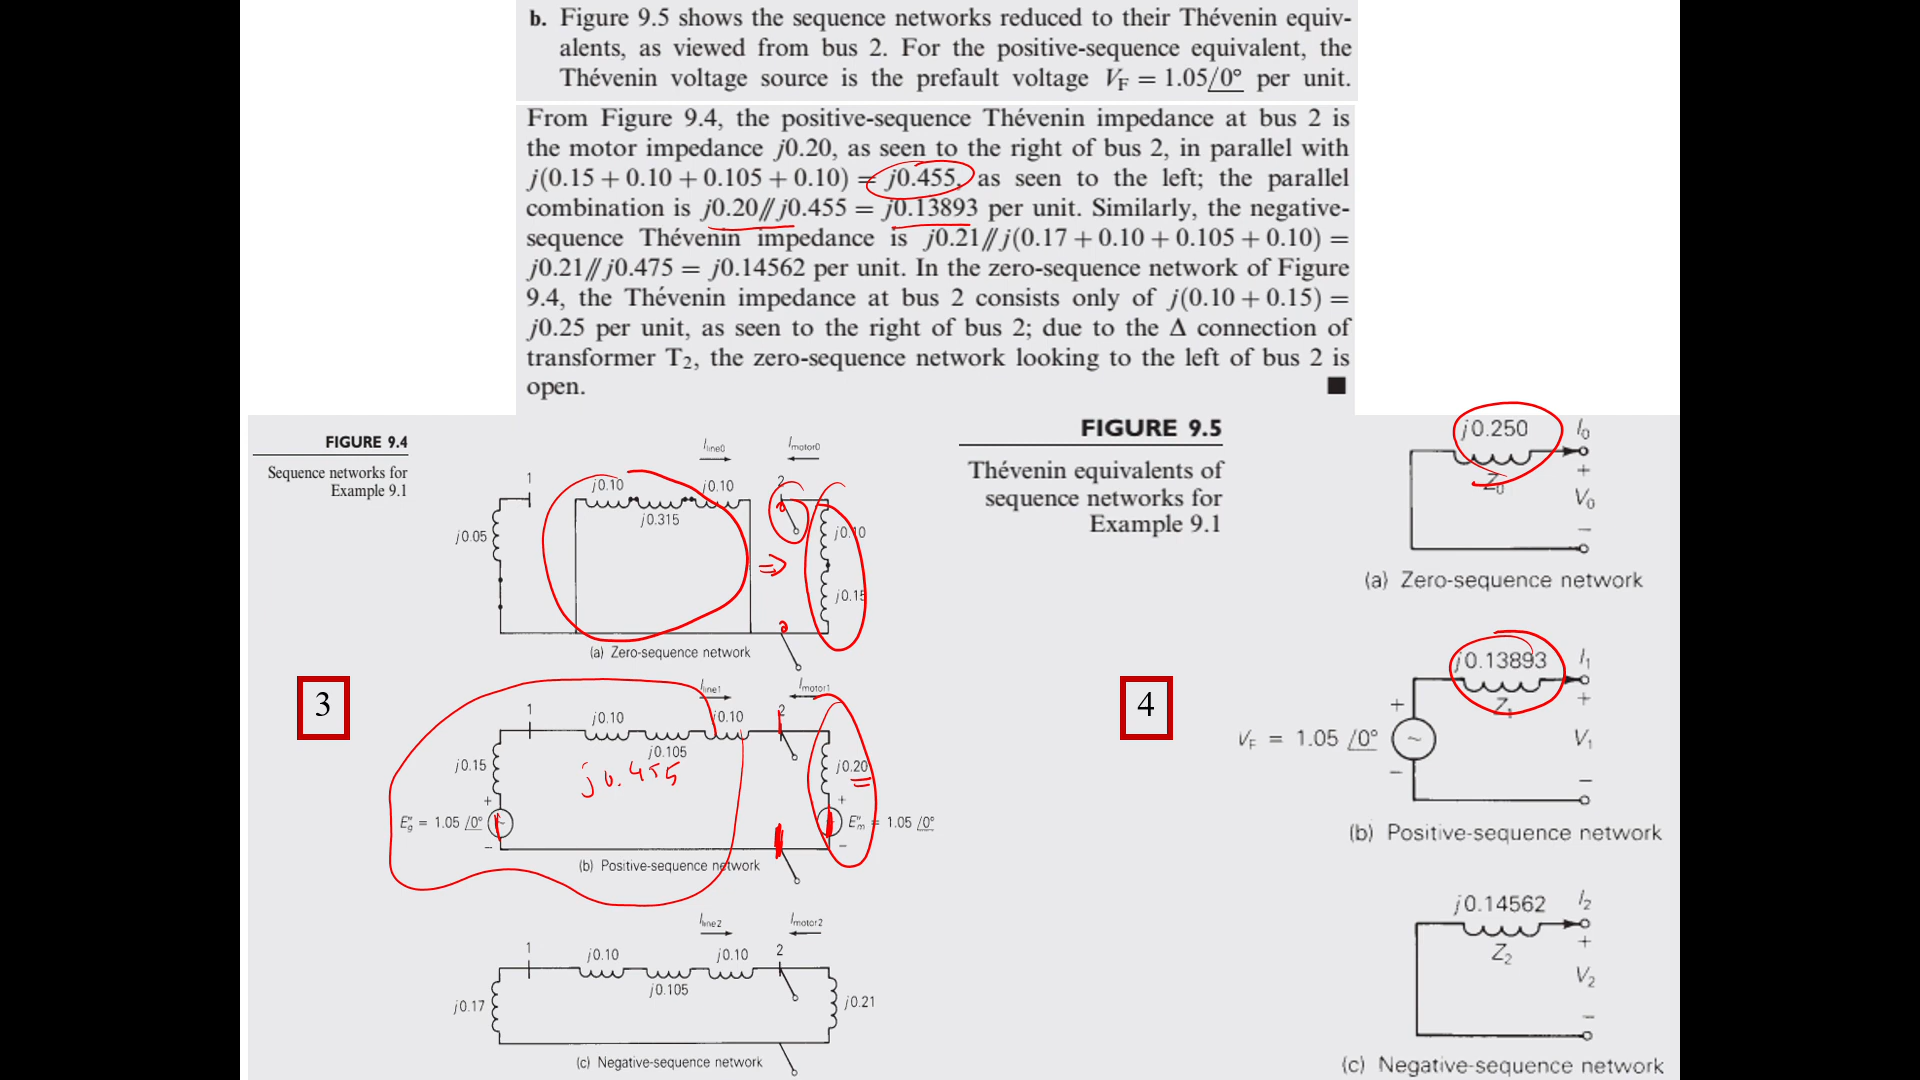 b. Figure 9.5 shows the sequence networks reduced to their Thévenin equiv-
alents, as viewed from bus 2. For the positive-sequence equivalent, the
Thévenin voltage source is the prefault voltage V_F = 1.05/0° per unit.
From Figure 9.4, the positive-sequence Thévenin impedance at bus 2 is
the motor impedance j0.20, as seen to the right of bus 2, in parallel with
j(0.15 + 0.10 + 0.105 + 0.10) = j0.455, as seen to the left; the parallel
combination is j0.20//j0.455 = j0.13893 per unit. Similarly, the negative-
sequence Thévenin impedance is j0.21//j(0.17 + 0.10 + 0.105 + 0.10) =
j0.21//j0.475 = j0.14562 per unit. In the zero-sequence network of Figure
9.4, the Thévenin impedance at bus 2 consists only of j(0.10 + 0.15) =
j0.25 per unit, as seen to the right of bus 2; due to the Δ connection of
transformer T₂, the zero-sequence network looking to the left of bus 2 is
open.
FIGURE 9.4
Sequence networks for
Example 9.1
I_line0 I_motor0
1 j0.10 j0.10 2
j0.315
j0.05 j0.10
⇒
j0.15
(a) Zero-sequence network
3
I_line1 I_motor1
1 j0.10 j0.10 2
j0.105
j0.15 j0.455 j0.20
+ +
E″g = 1.05 /0° E″m = 1.05 /0°
− −
(b) Positive-sequence network
I_line2 I_motor2
1 j0.10 j0.10 2
j0.105
j0.17 j0.21
(c) Negative-sequence network
FIGURE 9.5
Thévenin equivalents of
sequence networks for
Example 9.1
j0.250 I₀
+
Z₀ V₀
−
(a) Zero-sequence network
4
j0.13893 I₁
+ Z₁ +
V_F = 1.05 /0° ~ V₁
− −
(b) Positive-sequence network
j0.14562 I₂
Z₂ +
V₂
−
(c) Negative-sequence network